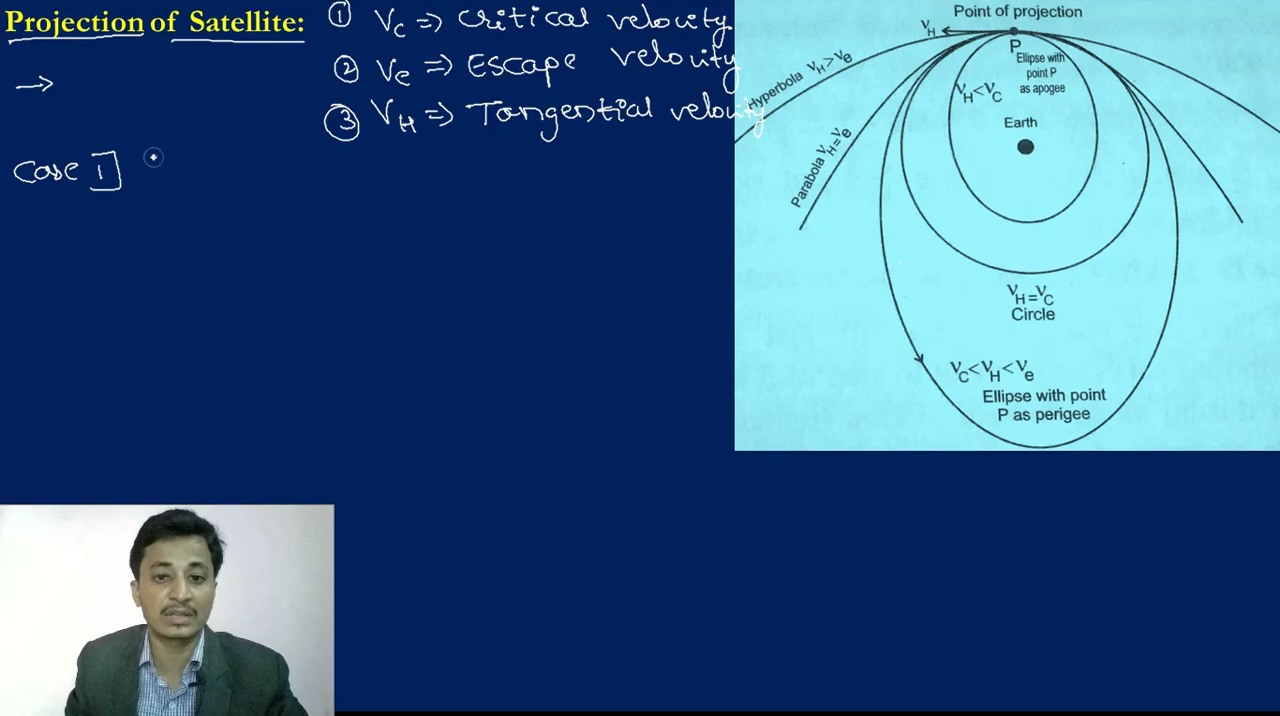 Projection of Satellite:
① Vc => Critical velocity
② Ve => Escape velocity
→
③ VH => Tangential velocity
Case 1]
Point of projection
vH
P
Ellipse with
point P
as apogee
vH<vC
Earth
Hyperbola vH>ve
Parabola vH=ve
vH=vC
Circle
vC<vH<ve
Ellipse with point
P as perigee